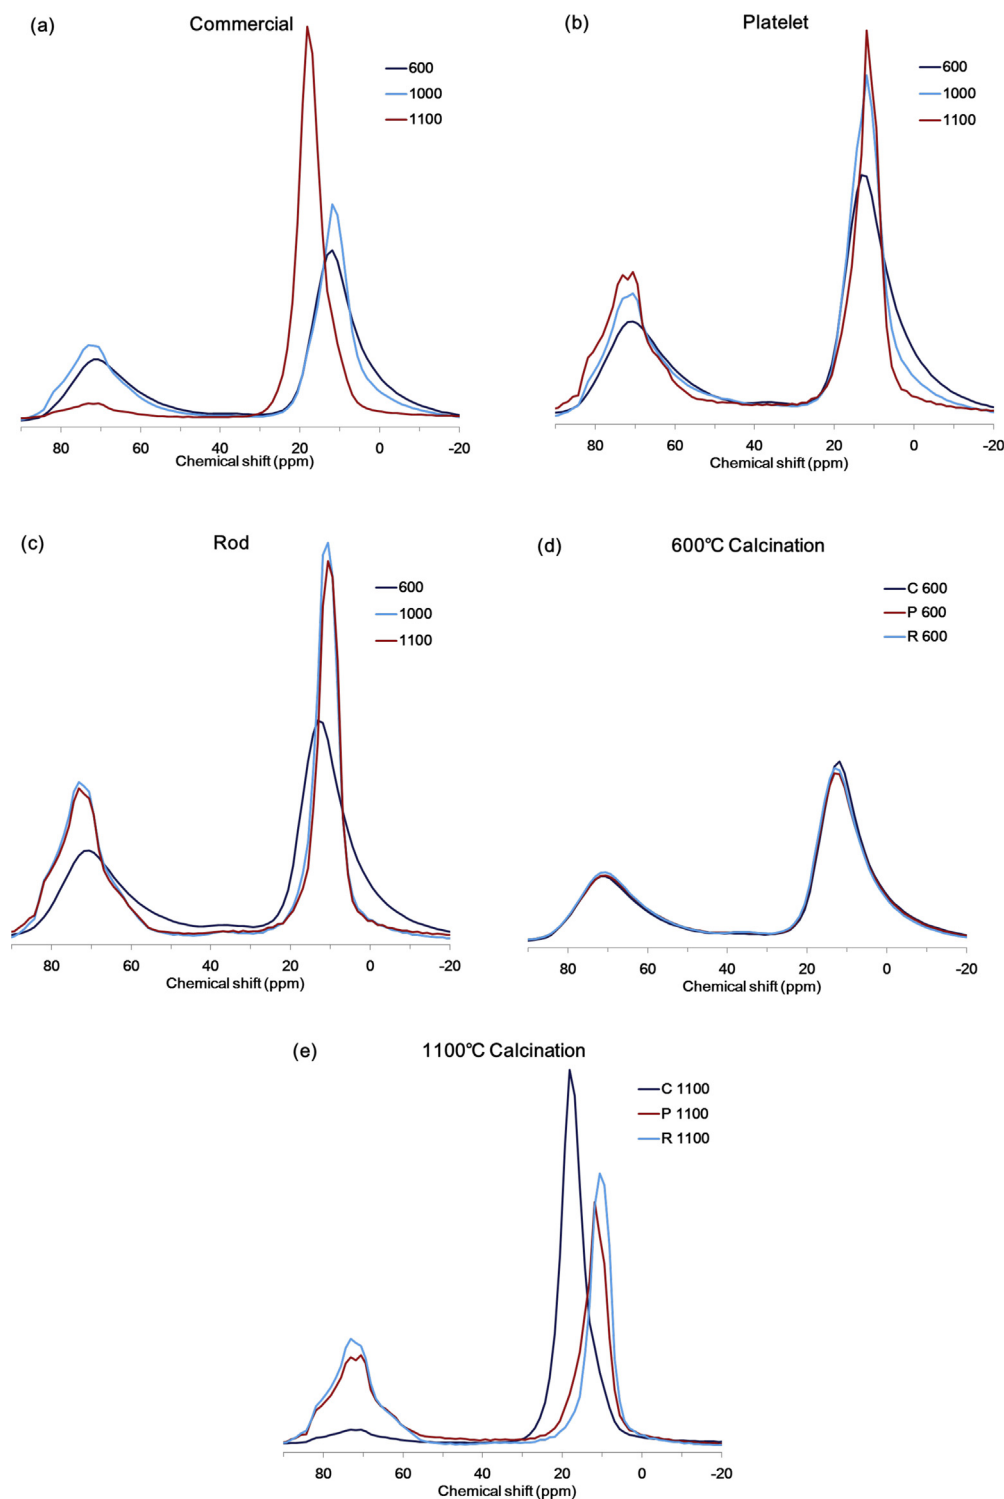 (a)
Commercial
600
1000
1100
80
60
40
20
0
-20
Chemical shift (ppm)
(b)
Platelet
600
1000
1100
80
60
40
20
0
-20
Chemical shift (ppm)
(c)
Rod
600
1000
1100
80
60
40
20
0
-20
Chemical shift (ppm)
(d)
600°C Calcination
C 600
P 600
R 600
80
60
40
20
0
-20
Chemical shift (ppm)
(e)
1100°C Calcination
C 1100
P 1100
R 1100
80
60
40
20
0
-20
Chemical shift (ppm)